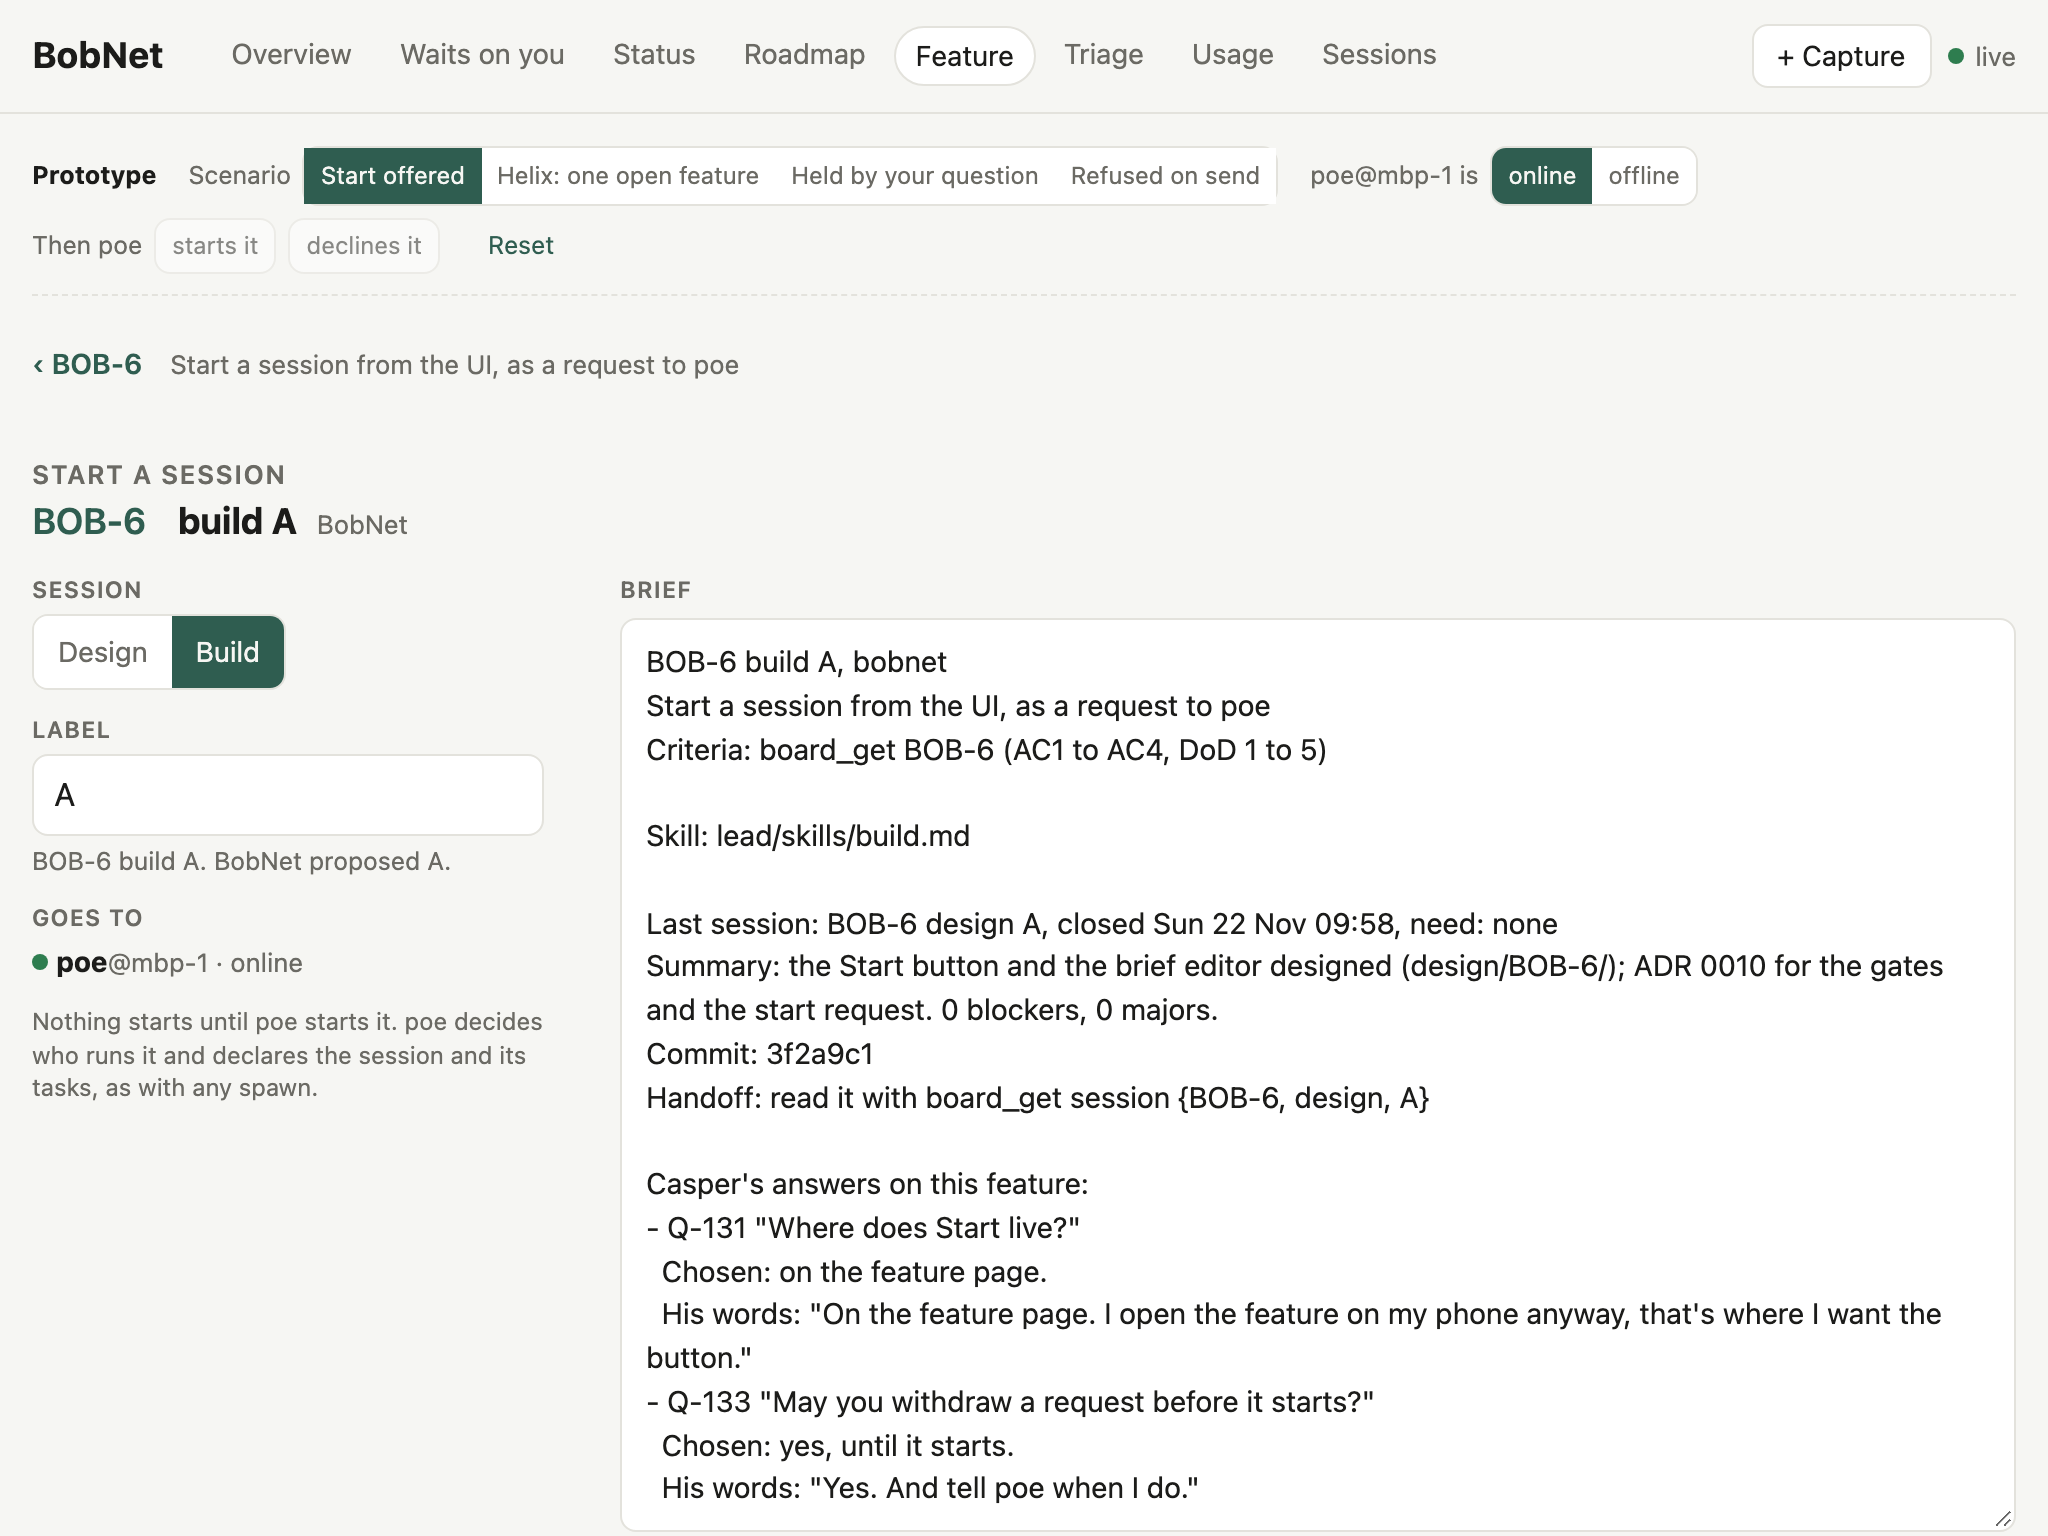 BobNet Overview Waits on you Status Roadmap Feature Triage Usage Sessions + Capture live
Prototype Scenario Start offered Helix: one open feature Held by your question Refused on send poe@mbp-1 is online offline
Then poe starts it declines it Reset
‹ BOB-6 Start a session from the UI, as a request to poe
START A SESSION
BOB-6 build A BobNet
SESSION
Design Build
LABEL
A
BOB-6 build A. BobNet proposed A.
GOES TO
poe@mbp-1 · online
Nothing starts until poe starts it. poe decides
who runs it and declares the session and its
tasks, as with any spawn.
BRIEF
BOB-6 build A, bobnet
Start a session from the UI, as a request to poe
Criteria: board_get BOB-6 (AC1 to AC4, DoD 1 to 5)
Skill: lead/skills/build.md
Last session: BOB-6 design A, closed Sun 22 Nov 09:58, need: none
Summary: the Start button and the brief editor designed (design/BOB-6/); ADR 0010 for the gates
and the start request. 0 blockers, 0 majors.
Commit: 3f2a9c1
Handoff: read it with board_get session {BOB-6, design, A}
Casper's answers on this feature:
- Q-131 "Where does Start live?"
Chosen: on the feature page.
His words: "On the feature page. I open the feature on my phone anyway, that's where I want the
button."
- Q-133 "May you withdraw a request before it starts?"
Chosen: yes, until it starts.
His words: "Yes. And tell poe when I do."